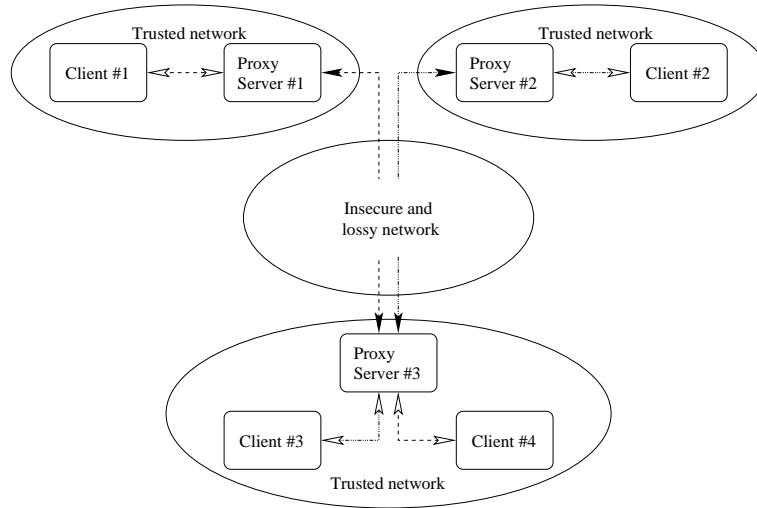 Trusted network
Client #1
Proxy
Server #1
Trusted network
Proxy
Server #2
Client #2
Insecure and
lossy network
Proxy
Server #3
Client #3
Client #4
Trusted network